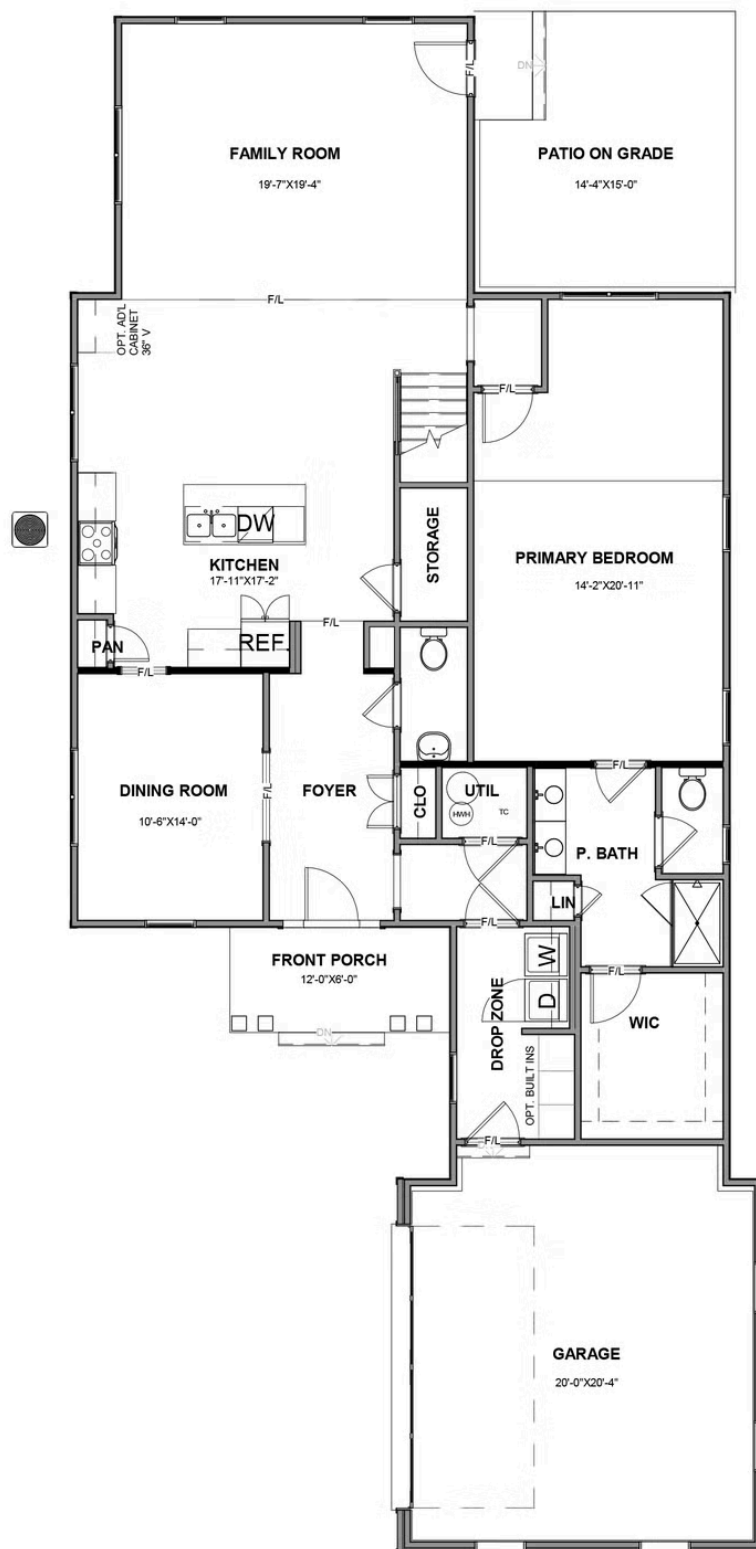 FAMILY ROOM
19'-7"X19'-4"
F/L
DN
PATIO ON GRADE
14'-4"X15'-0"
F/L
OPT. AD'L
CABINET
36" V
F/L
DW
KITCHEN
17'-11"X17'-2"
STORAGE
PRIMARY BEDROOM
14'-2"X20'-11"
PAN
REF
F/L
F/L
DINING ROOM
10'-6"X14'-0"
F/L
FOYER
CLO
UTIL
HWH
TC
F/L
F/L
P. BATH
LIN
F/L
F/L
FRONT PORCH
12'-0"X6'-0"
DN
DROP ZONE
W
D
OPT. BUILT INS
WIC
F/L
DN
GARAGE
20'-0"X20'-4"